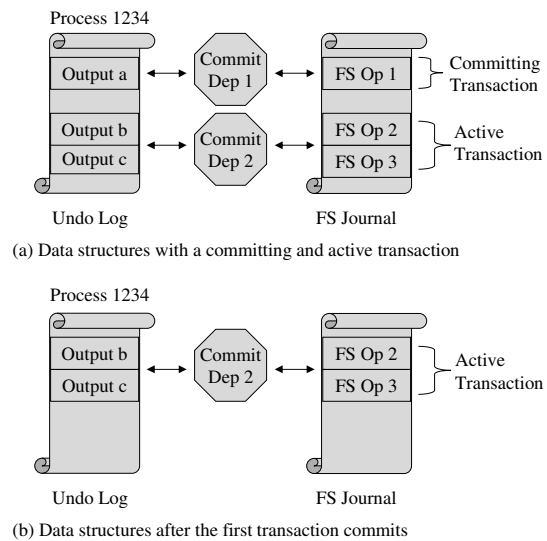 Process 1234
Output a
Commit
Dep 1
FS Op 1
Committing
Transaction
Output b
Output c
Commit
Dep 2
FS Op 2
FS Op 3
Active
Transaction
Undo Log
FS Journal
(a) Data structures with a committing and active transaction
Process 1234
Output b
Output c
Commit
Dep 2
FS Op 2
FS Op 3
Active
Transaction
Undo Log
FS Journal
(b) Data structures after the first transaction commits